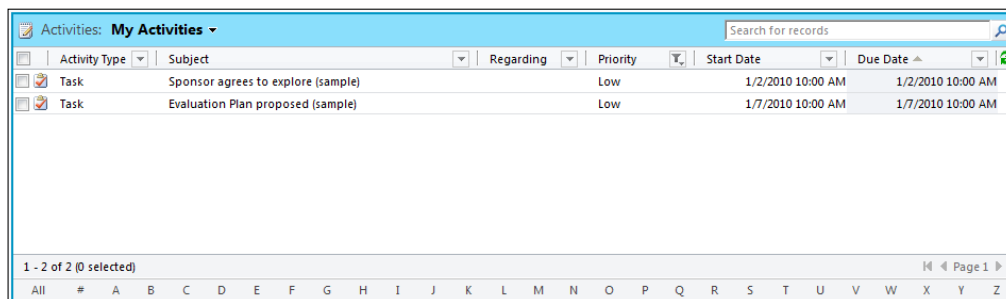 Activities: My Activities
Search for records
Activity Type Subject Regarding Priority Start Date Due Date
Task Sponsor agrees to explore (sample) Low 1/2/2010 10:00 AM 1/2/2010 10:00 AM
Task Evaluation Plan proposed (sample) Low 1/7/2010 10:00 AM 1/7/2010 10:00 AM
1 - 2 of 2 (0 selected) Page 1
All # A B C D E F G H I J K L M N O P Q R S T U V W X Y Z